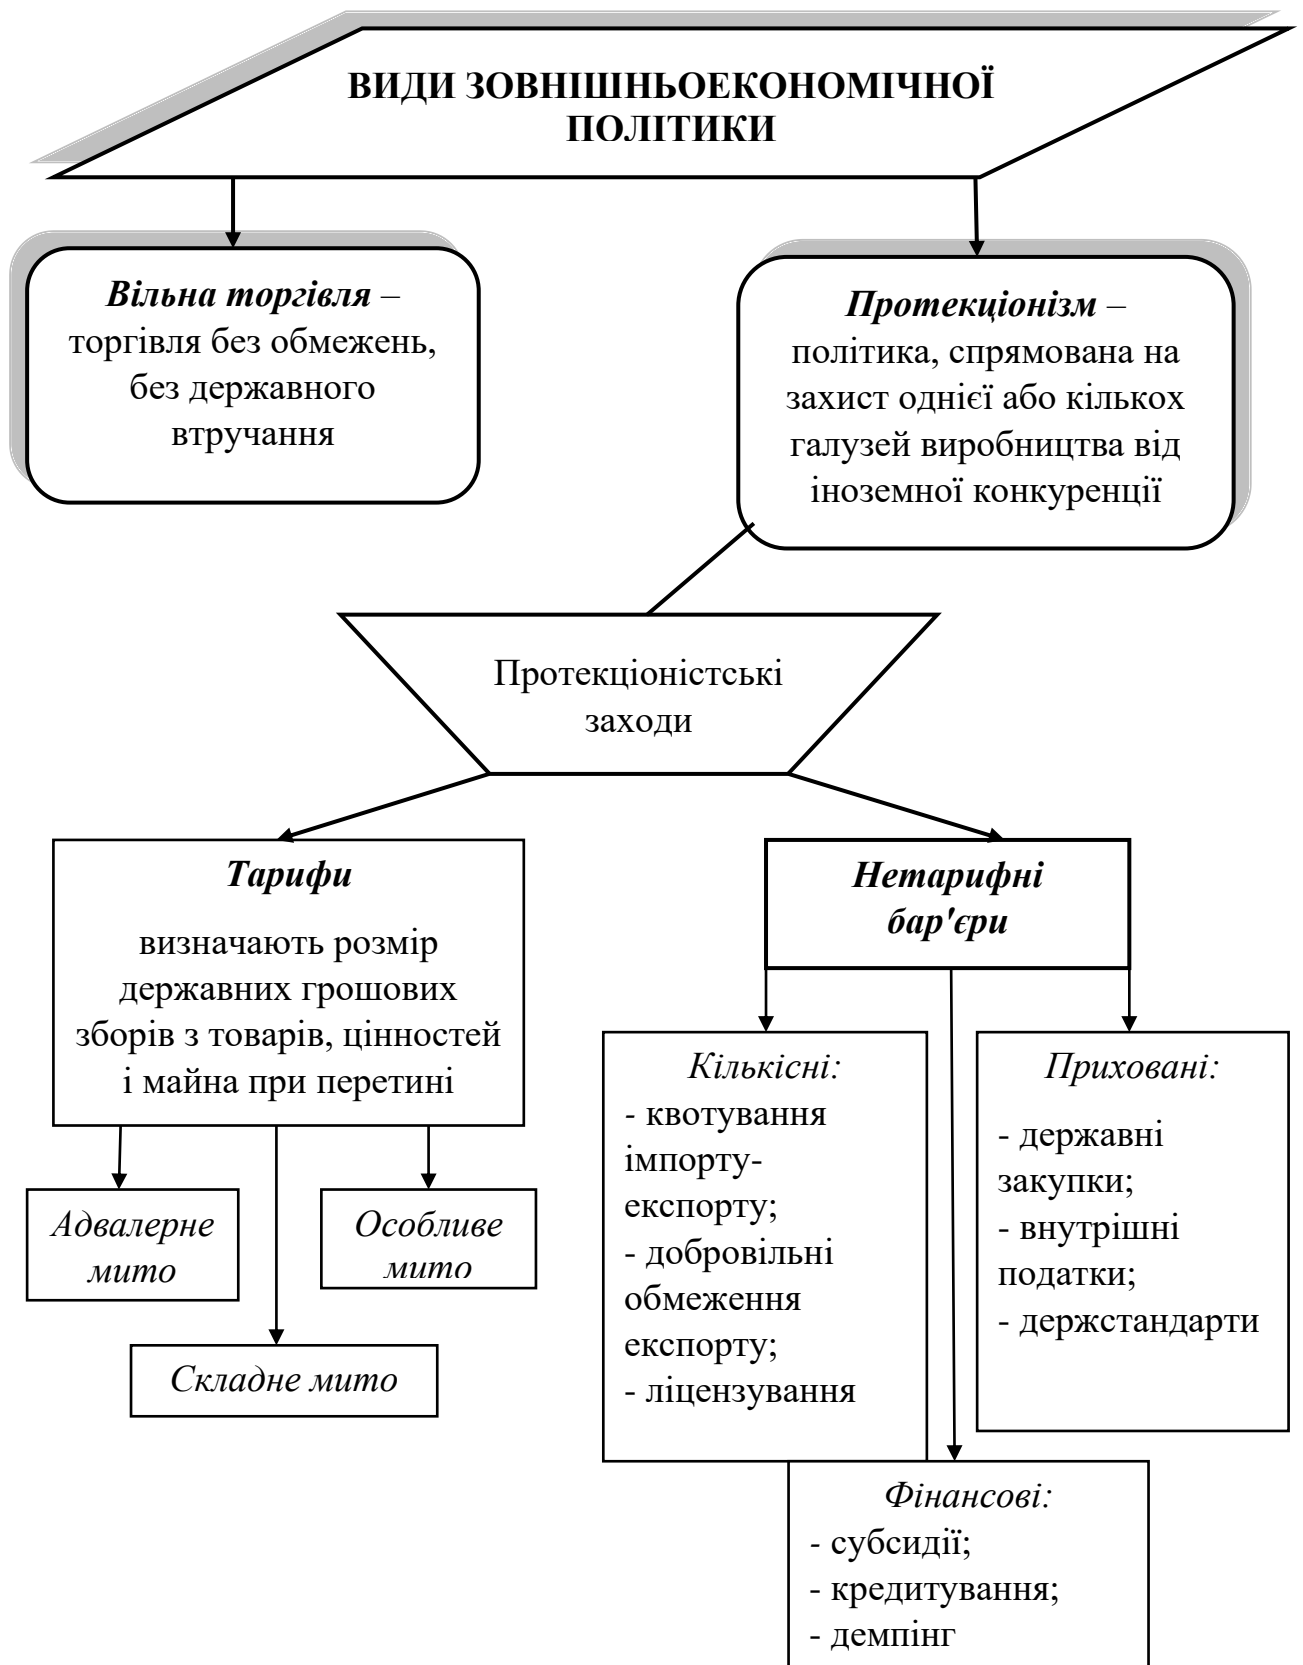 ВИДИ ЗОВНІШНЬОЕКОНОМІЧНОЇ
ПОЛІТИКИ
Вільна торгівля –
торгівля без обмежень,
без державного
втручання
Протекціонізм –
політика, спрямована на
захист однієї або кількох
галузей виробництва від
іноземної конкуренції
Протекціоністські
заходи
Тарифи
визначають розмір
державних грошових
зборів з товарів, цінностей
і майна при перетині
Адвалерне
мито
Особливе
мито
Складне мито
Нетарифні
бар'єри
Кількісні:
- квотування
імпорту-
експорту;
- добровільні
обмеження
експорту;
- ліцензування
Приховані:
- державні
закупки;
- внутрішні
податки;
- держстандарти
Фінансові:
- субсидії;
- кредитування;
- демпінг